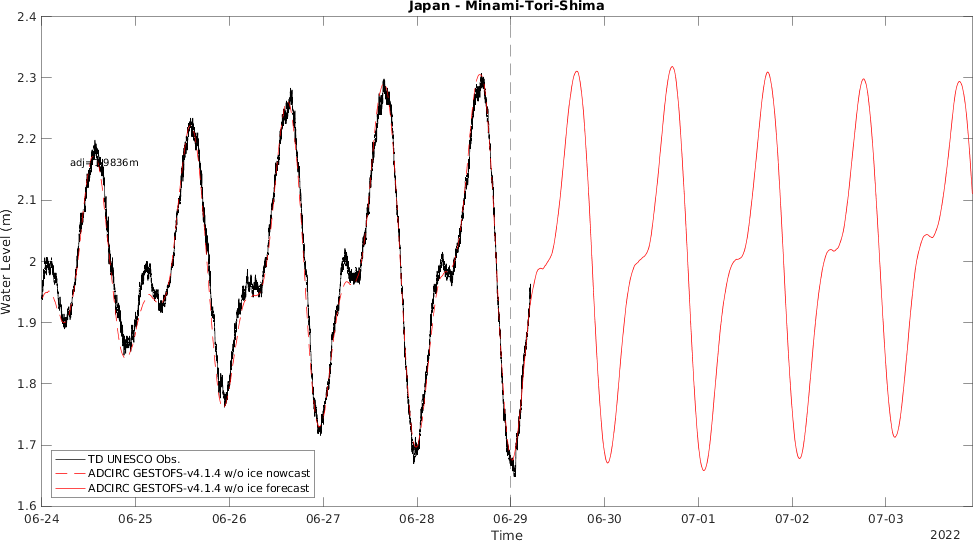 Japan - Minami-Tori-Shima
2.4
2.3
2.2
2.1
2
1.9
1.8
1.7
1.6
Water Level (m)
adj=1.9836m
TD UNESCO Obs.
ADCIRC GESTOFS-v4.1.4 w/o ice nowcast
ADCIRC GESTOFS-v4.1.4 w/o ice forecast
06-24 06-25 06-26 06-27 06-28 06-29 06-30 07-01 07-02 07-03
Time
2022